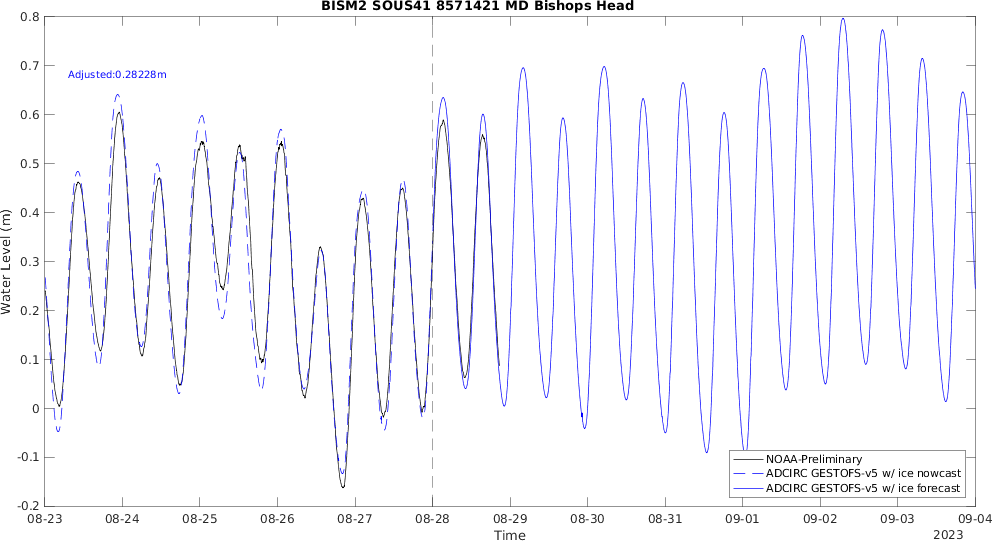 BISM2 SOUS41 8571421 MD Bishops Head
Adjusted:0.28228m
Water Level (m)
0.8
0.7
0.6
0.5
0.4
0.3
0.2
0.1
0
-0.1
-0.2
NOAA-Preliminary
ADCIRC GESTOFS-v5 w/ ice nowcast
ADCIRC GESTOFS-v5 w/ ice forecast
08-23 08-24 08-25 08-26 08-27 08-28 08-29 08-30 08-31 09-01 09-02 09-03 09-04
Time
2023